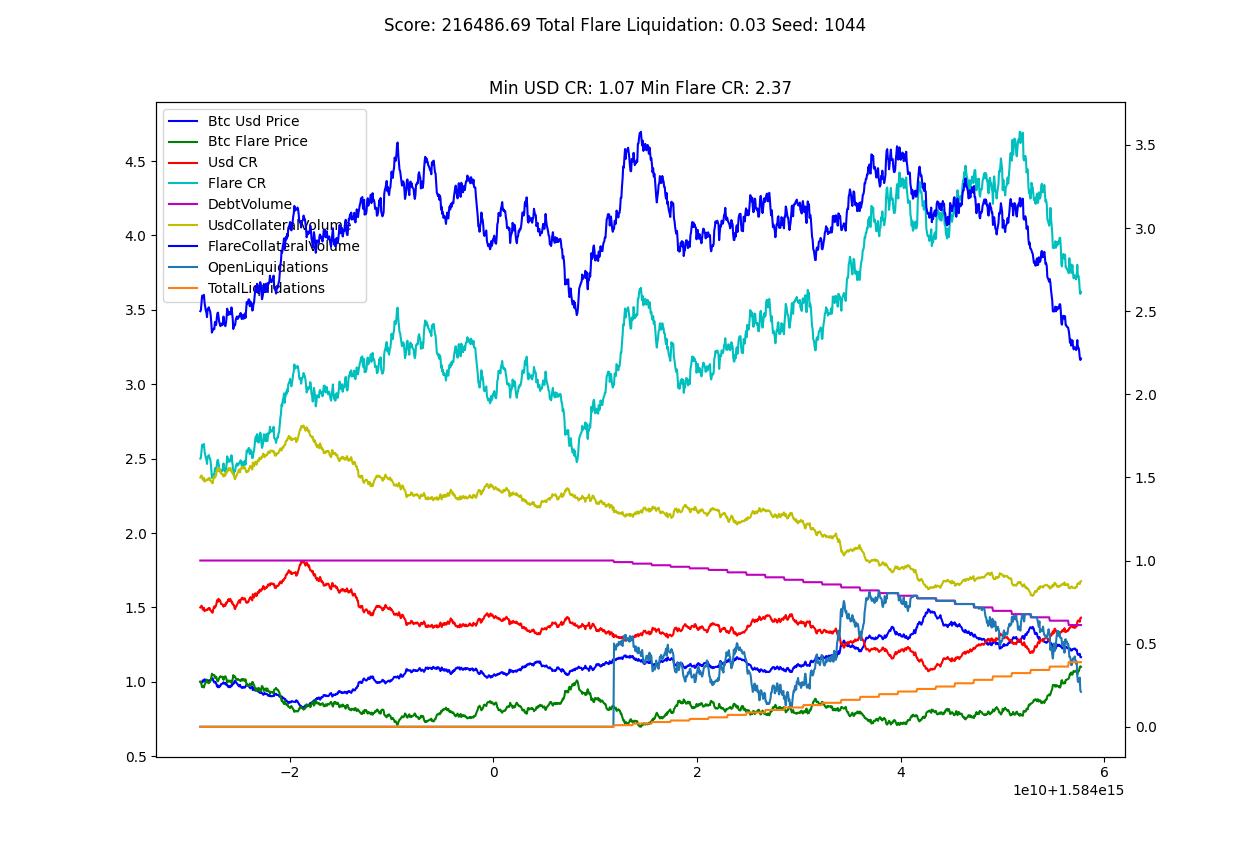 Score: 216486.69 Total Flare Liquidation: 0.03 Seed: 1044
Min USD CR: 1.07 Min Flare CR: 2.37
Btc Usd Price
Btc Flare Price
Usd CR
Flare CR
DebtVolume
UsdCollateralVolume
FlareCollateralVolume
OpenLiquidations
TotalLiquidations
4.5
4.0
3.5
3.0
2.5
2.0
1.5
1.0
0.5
3.5
3.0
2.5
2.0
1.5
1.0
0.5
0.0
−2 0 2 4 6
1e10+1.584e15